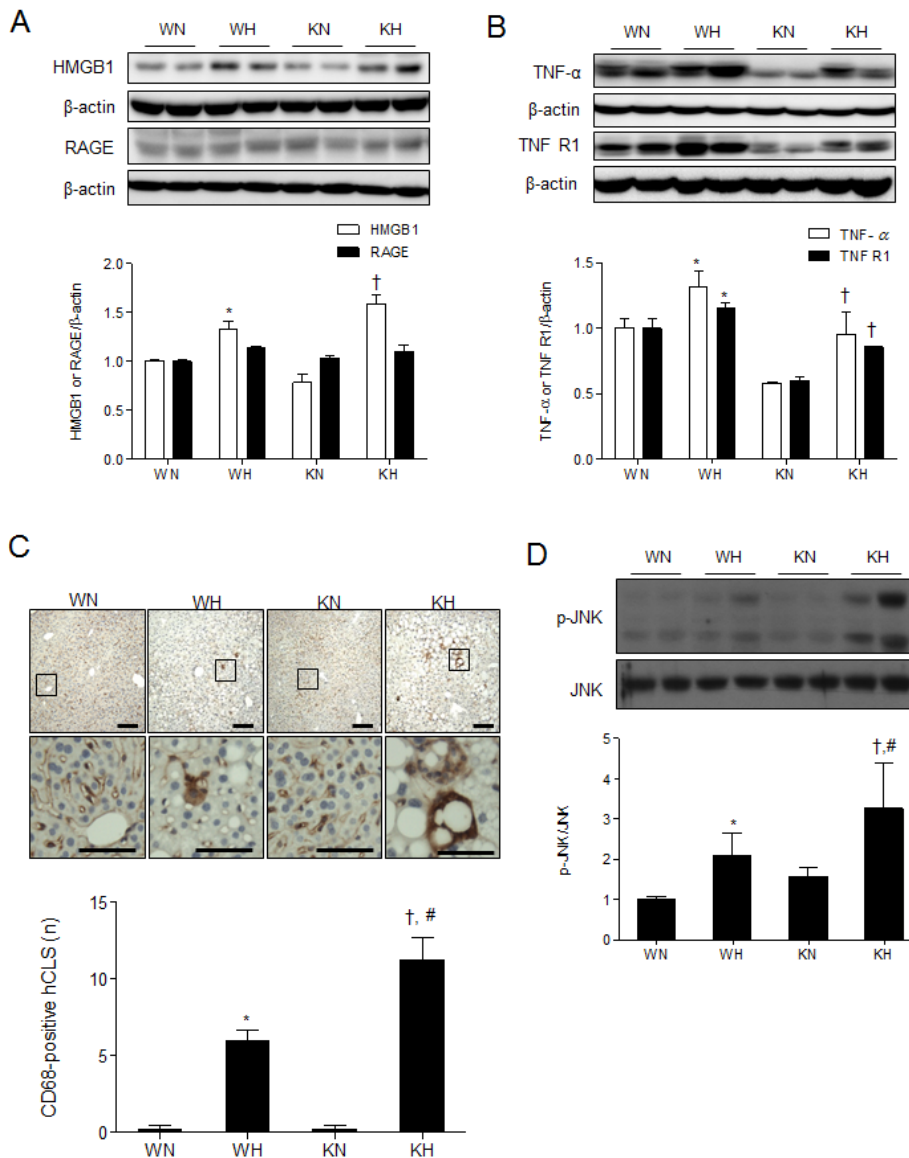 A
WN WH KN KH
HMGB1
β-actin
RAGE
β-actin
HMGB1
RAGE
HMGB1 or RAGE/β-actin
2.0
1.5
1.0
0.5
0.0
*
†
WN WH KN KH
B
WN WH KN KH
TNF-α
β-actin
TNF R1
β-actin
TNF- α
TNF R1
TNF-α or TNF R1/β-actin
1.5
1.0
0.5
0.0
*
*
†
†
WN WH KN KH
C
WN WH KN KH
CD68-positive hCLS (n)
15
10
5
0
*
†, #
WN WH KN KH
D
WN WH KN KH
p-JNK
JNK
p-JNK/JNK
5
4
3
2
1
0
*
†,#
WN WH KN KH